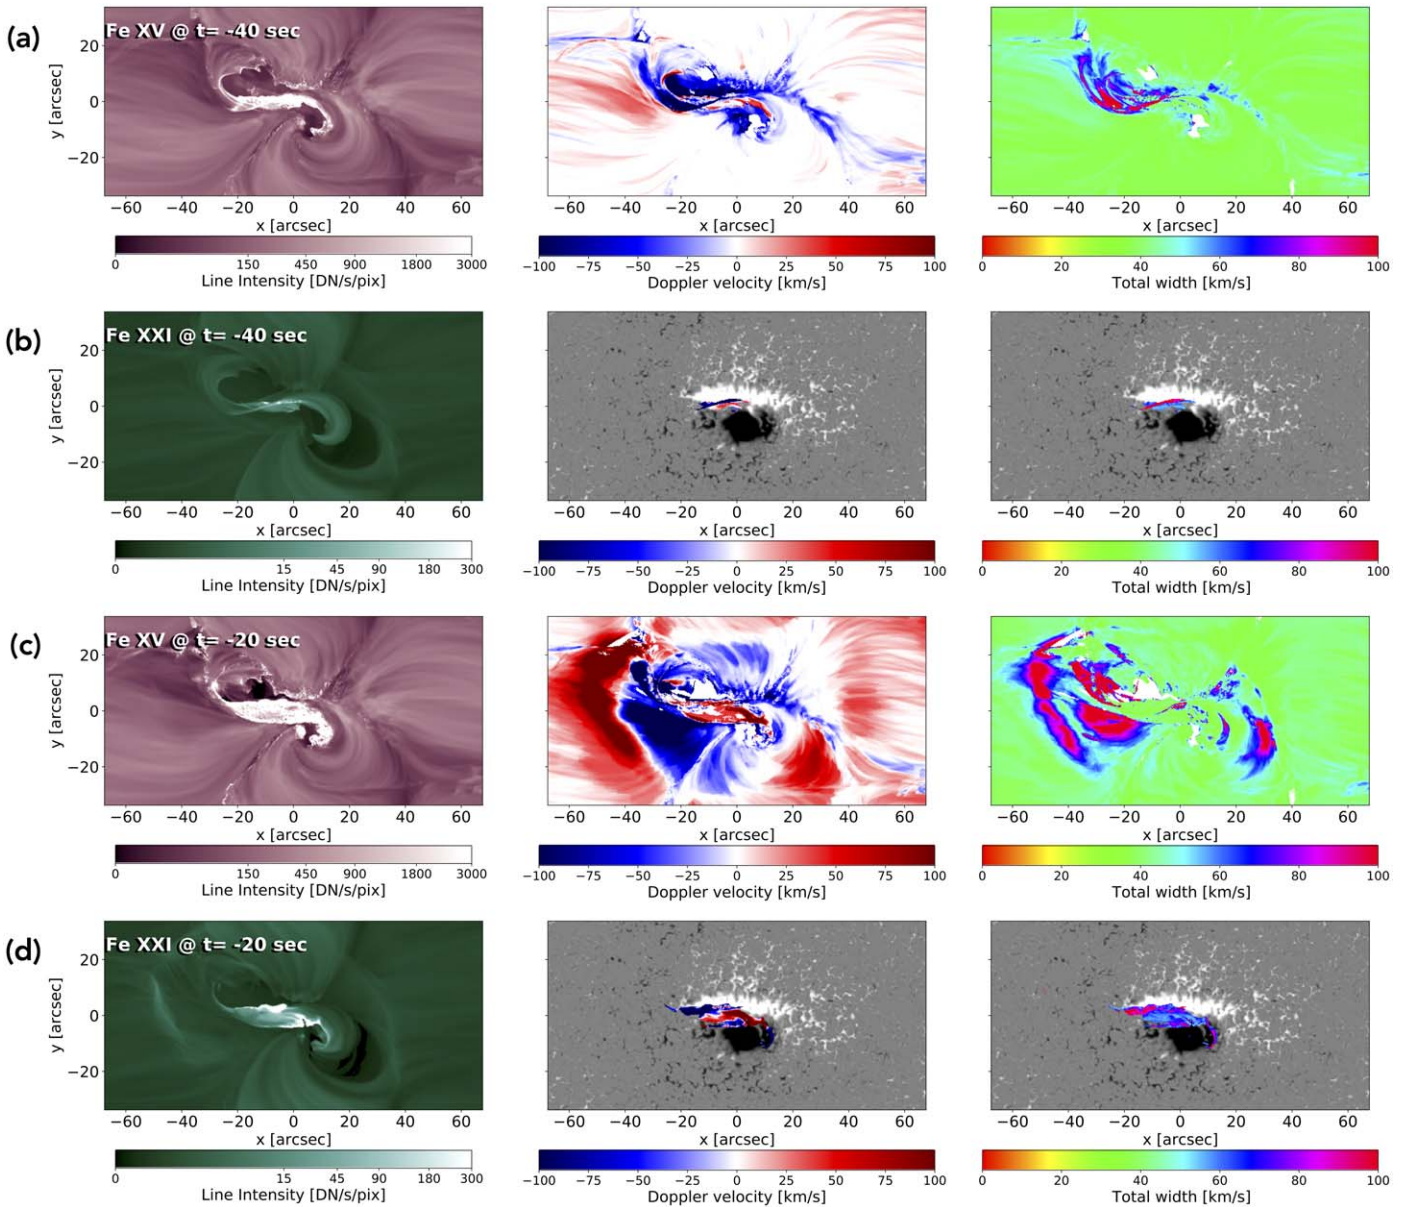 (a)
Fe XV @ t= -40 sec
20
0
−20
y [arcsec]
−60 −40 −20 0 20 40 60
x [arcsec]
0 150 450 900 1800 3000
Line Intensity [DN/s/pix]
−60 −40 −20 0 20 40 60
x [arcsec]
−100 −75 −50 −25 0 25 50 75 100
Doppler velocity [km/s]
−60 −40 −20 0 20 40 60
x [arcsec]
0 20 40 60 80 100
Total width [km/s]
(b)
Fe XXI @ t= -40 sec
20
0
−20
y [arcsec]
−60 −40 −20 0 20 40 60
x [arcsec]
0 15 45 90 180 300
Line Intensity [DN/s/pix]
−60 −40 −20 0 20 40 60
x [arcsec]
−100 −75 −50 −25 0 25 50 75 100
Doppler velocity [km/s]
−60 −40 −20 0 20 40 60
x [arcsec]
0 20 40 60 80 100
Total width [km/s]
(c)
Fe XV @ t= -20 sec
20
0
−20
y [arcsec]
−60 −40 −20 0 20 40 60
x [arcsec]
0 150 450 900 1800 3000
Line Intensity [DN/s/pix]
−60 −40 −20 0 20 40 60
x [arcsec]
−100 −75 −50 −25 0 25 50 75 100
Doppler velocity [km/s]
−60 −40 −20 0 20 40 60
x [arcsec]
0 20 40 60 80 100
Total width [km/s]
(d)
Fe XXI @ t= -20 sec
20
0
−20
y [arcsec]
−60 −40 −20 0 20 40 60
x [arcsec]
0 15 45 90 180 300
Line Intensity [DN/s/pix]
−60 −40 −20 0 20 40 60
x [arcsec]
−100 −75 −50 −25 0 25 50 75 100
Doppler velocity [km/s]
−60 −40 −20 0 20 40 60
x [arcsec]
0 20 40 60 80 100
Total width [km/s]